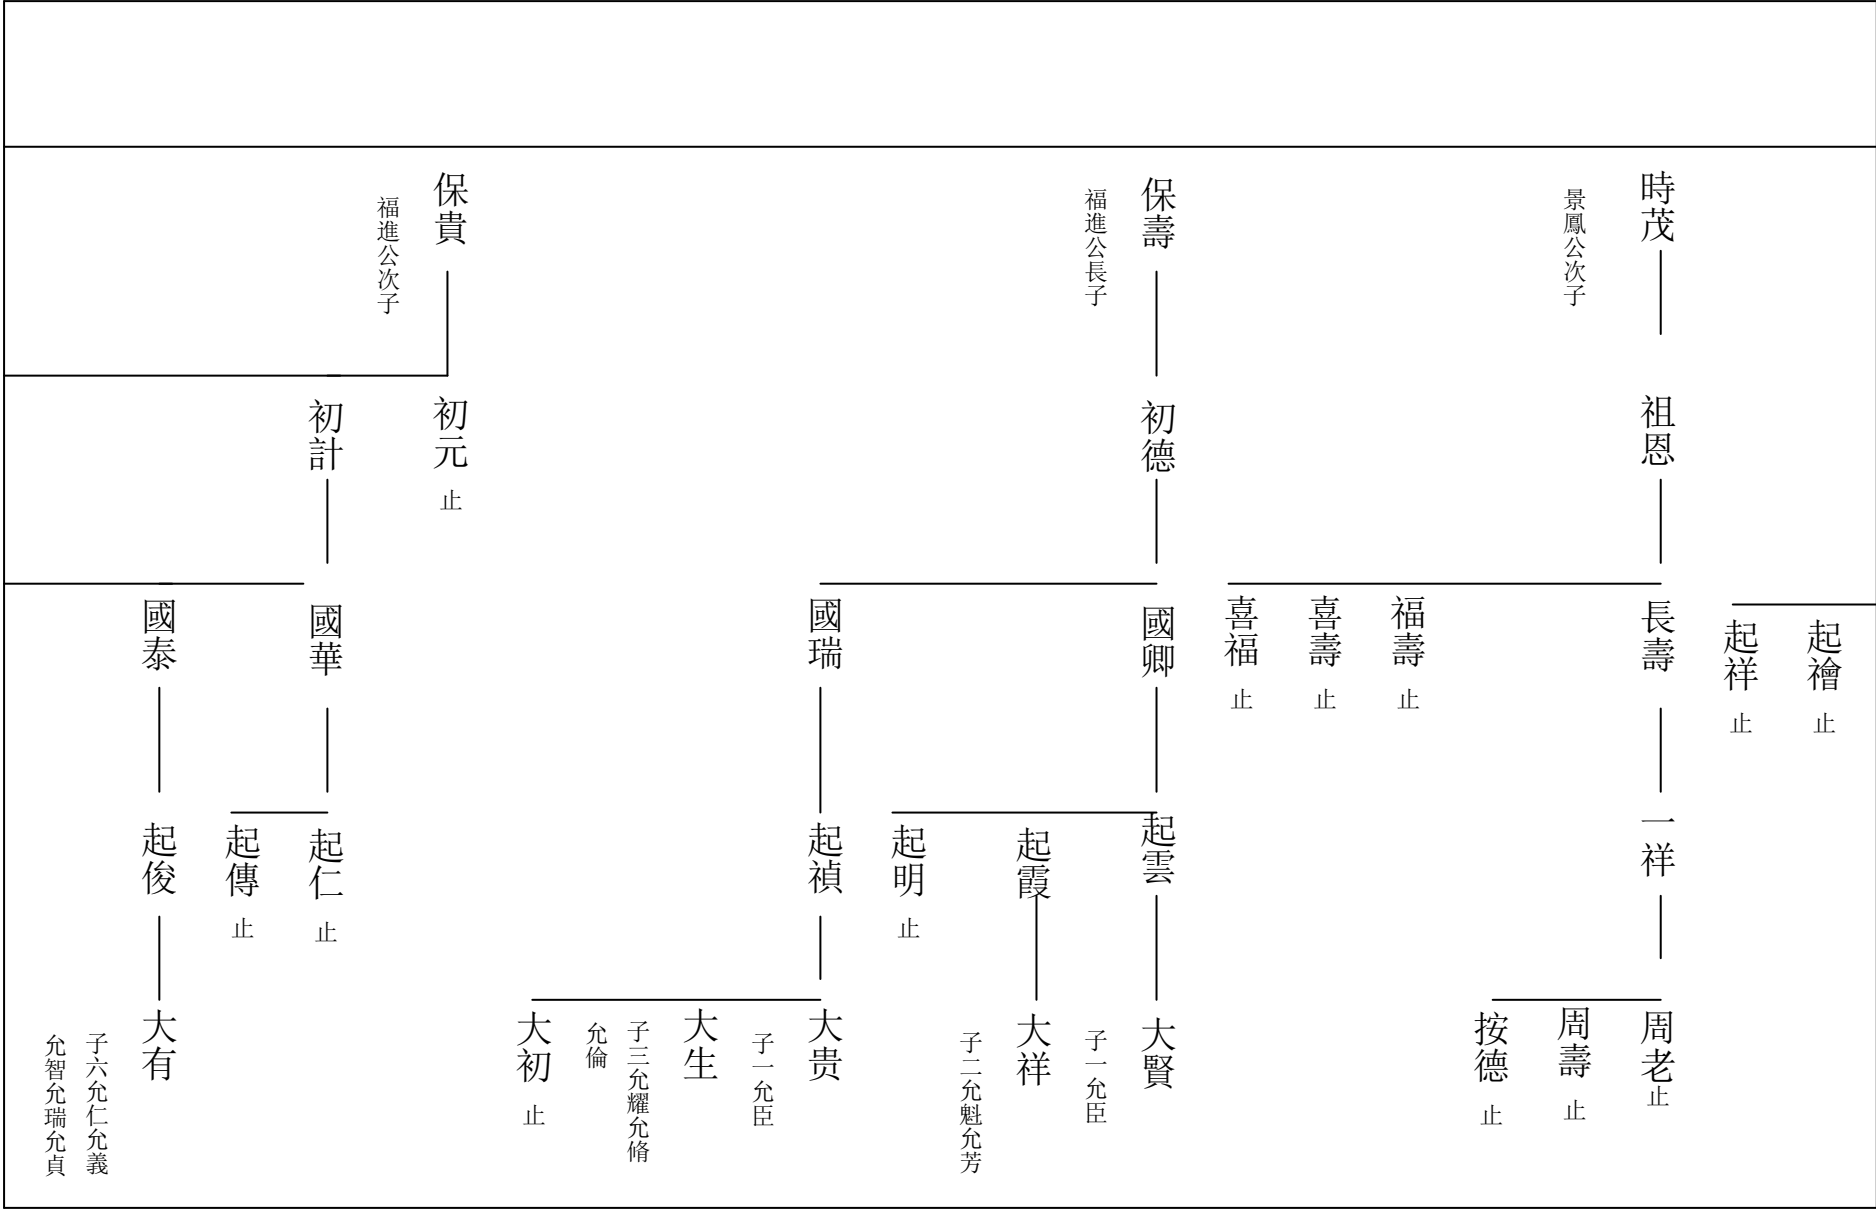 起禬
止
起祥
止
時茂
景鳳公次子
祖恩
長壽
福壽
止
喜壽
止
喜福
止
一祥
周老
止
周壽
止
按德
止
保壽
福進公長子
初德
國卿
國瑞
起雲
起霞
起明
止
起禎
大賢
子一允臣
大祥
子二允魁允芳
大贵
子一允臣
大生
子三允耀允脩
允倫
大初
止
保貴
福進公次子
初元
止
初計
國華
國泰
起仁
止
起傳
止
起俊
大有
子六允仁允義
允智允瑞允貞